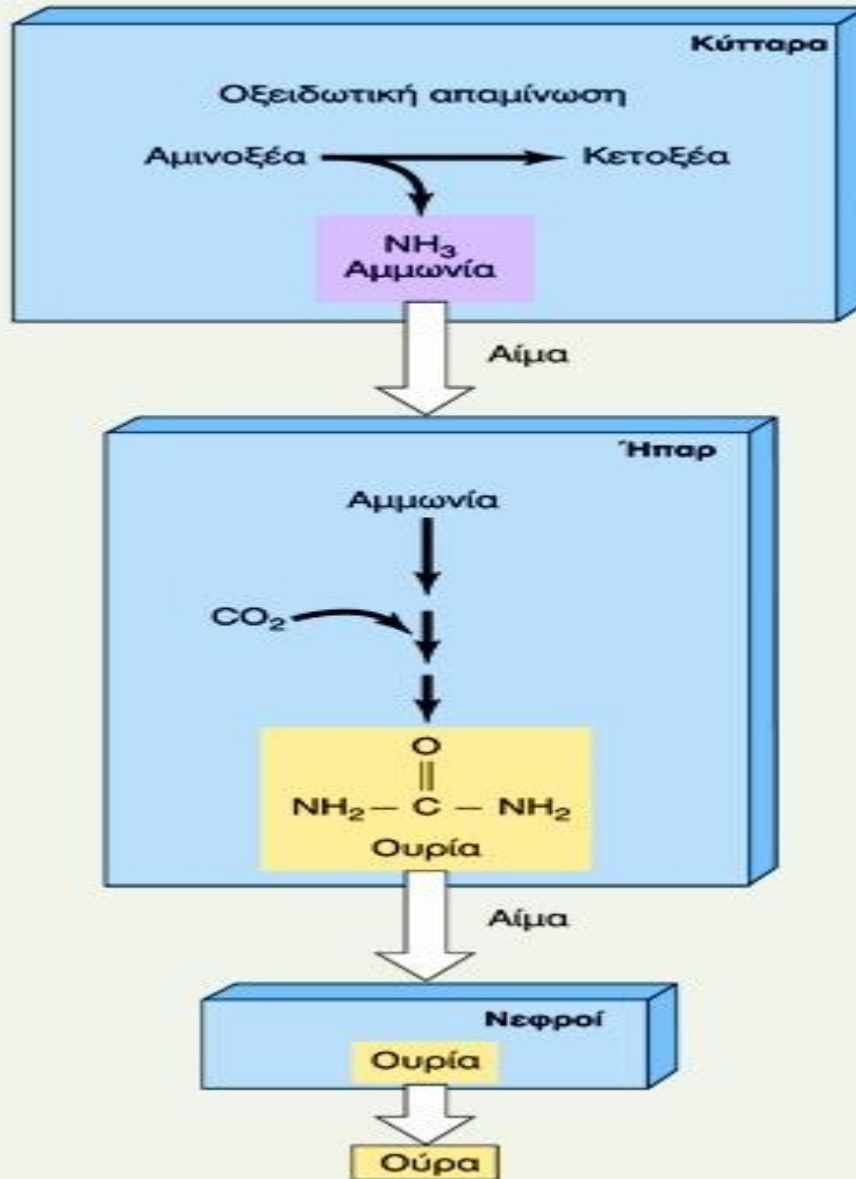 Κύτταρα
Οξειδωτική απαμίνωση
Αμινοξέα Κετοξέα
NH₃
Αμμωνία
Αίμα
Ήπαρ
Αμμωνία
CO₂
O
||
NH₂ – C – NH₂
Ουρία
Αίμα
Νεφροί
Ουρία
Ούρα